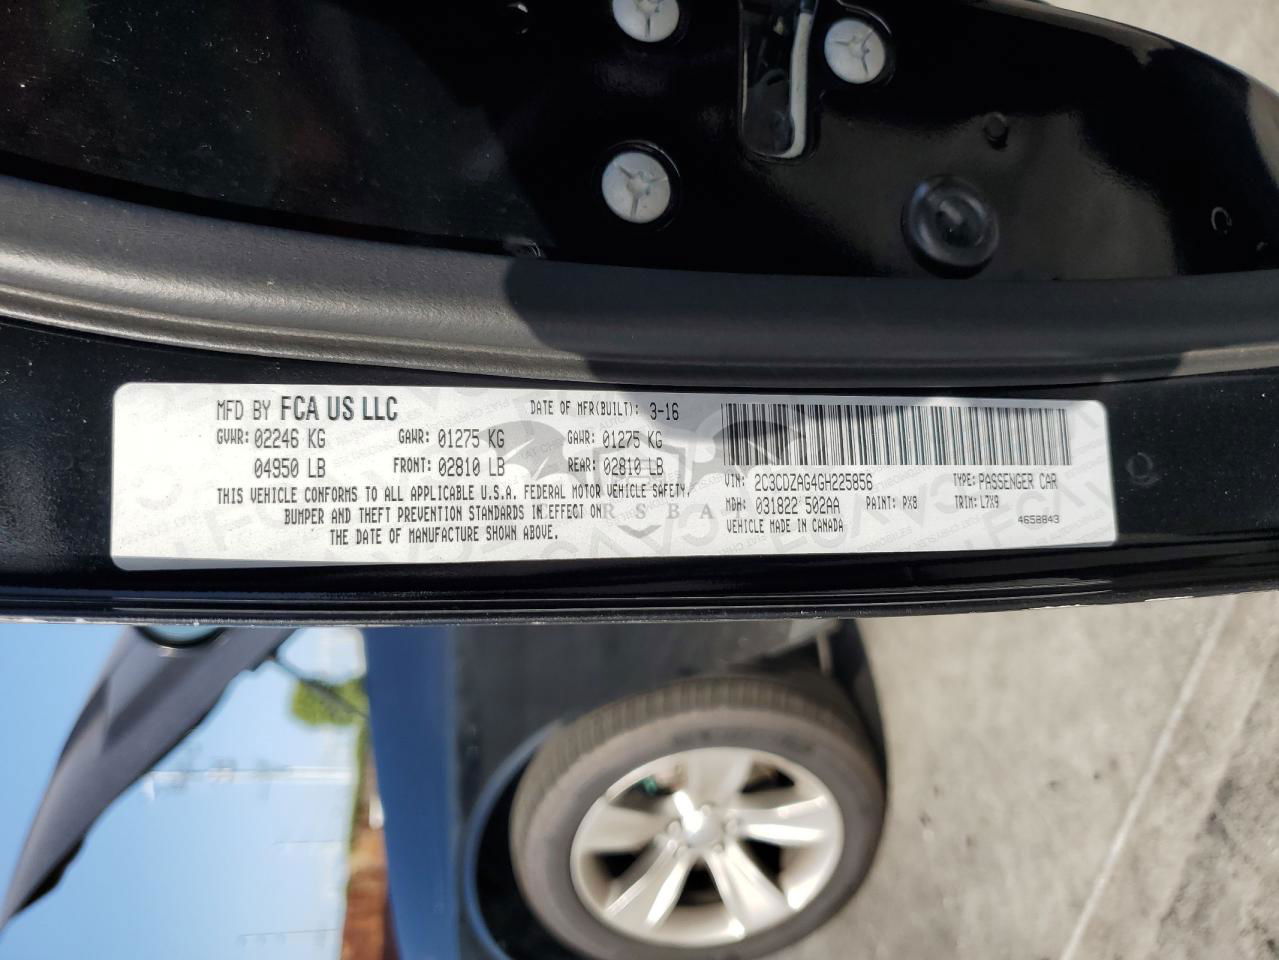 MFD BY FCA US LLC DATE OF MFR(BUILT): 3-16
GVWR: 02246 KG GAWR: 01275 KG GAWR: 01275 KG
04950 LB FRONT: 02810 LB REAR: 02810 LB
THIS VEHICLE CONFORMS TO ALL APPLICABLE U.S.A. FEDERAL MOTOR VEHICLE SAFETY,
BUMPER AND THEFT PREVENTION STANDARDS IN EFFECT ON
THE DATE OF MANUFACTURE SHOWN ABOVE.
VIN: 2C3CDZAG4GH225856 TYPE: PASSENGER CAR
MDH: 031822 502AA PAINT: PX8 TRIM: L7X9
VEHICLE MADE IN CANADA 4658843
RSBA